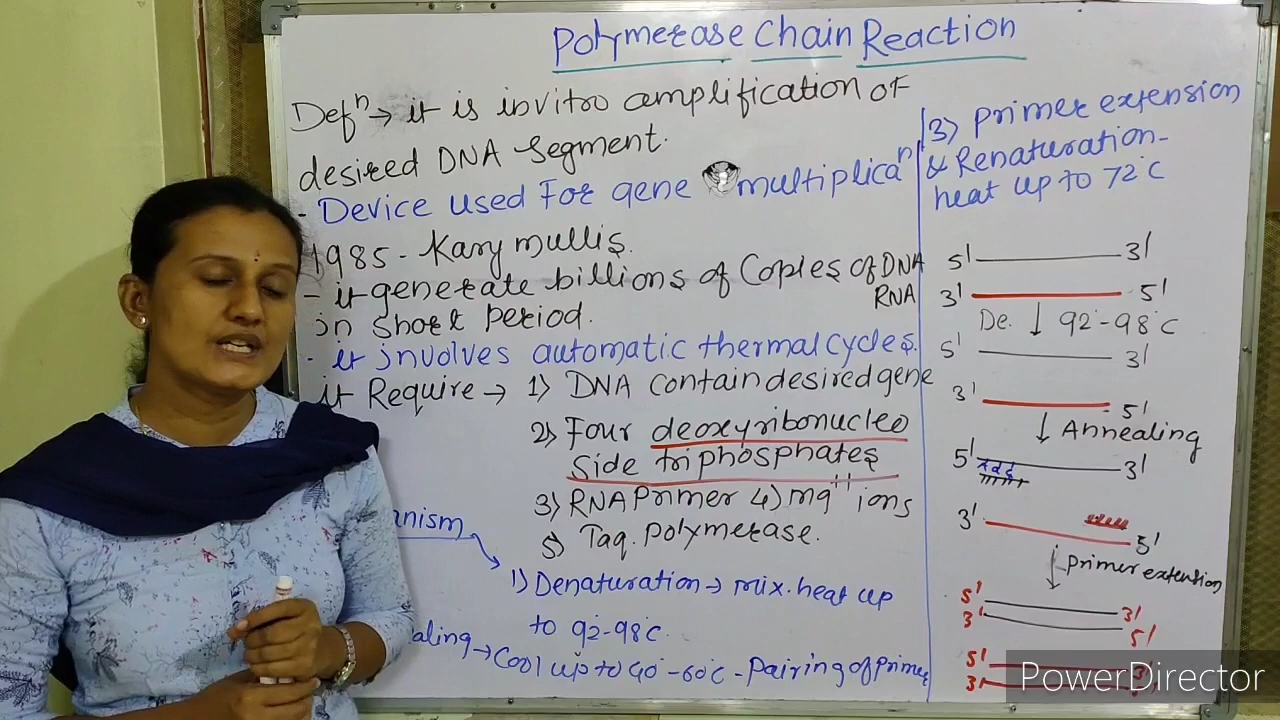 Polymerase Chain Reaction
Defⁿ → it is invitro amplification of
desired DNA segment.
- Device used For gene multiplicaⁿ
1985 - Kary mullis.
- it generate billions of Copies of DNA
RNA
in short period.
- it involves automatic thermal cycles.
it Require → 1) DNA contain desired gene
2) Four deoxyribonucleo
side triphosphates
3) RNA Primer 4) mg⁺⁺ ions
5) Taq. polymerase.
anism
1) Denaturation → mix. heat up
to 92-98°C.
aling → Cool up to 40°-60°C - Pairing of Primer
3) Primer extension
& Renaturation-
heat up to 72°C
5' 3'
3' 5'
De. ↓ 92°-98°C
5' 3'
3' 5'
↓ Annealing
5' 3'
3' 5'
↓ primer extension
5' 3'
3' 5'
5' 3'
3'
PowerDirector